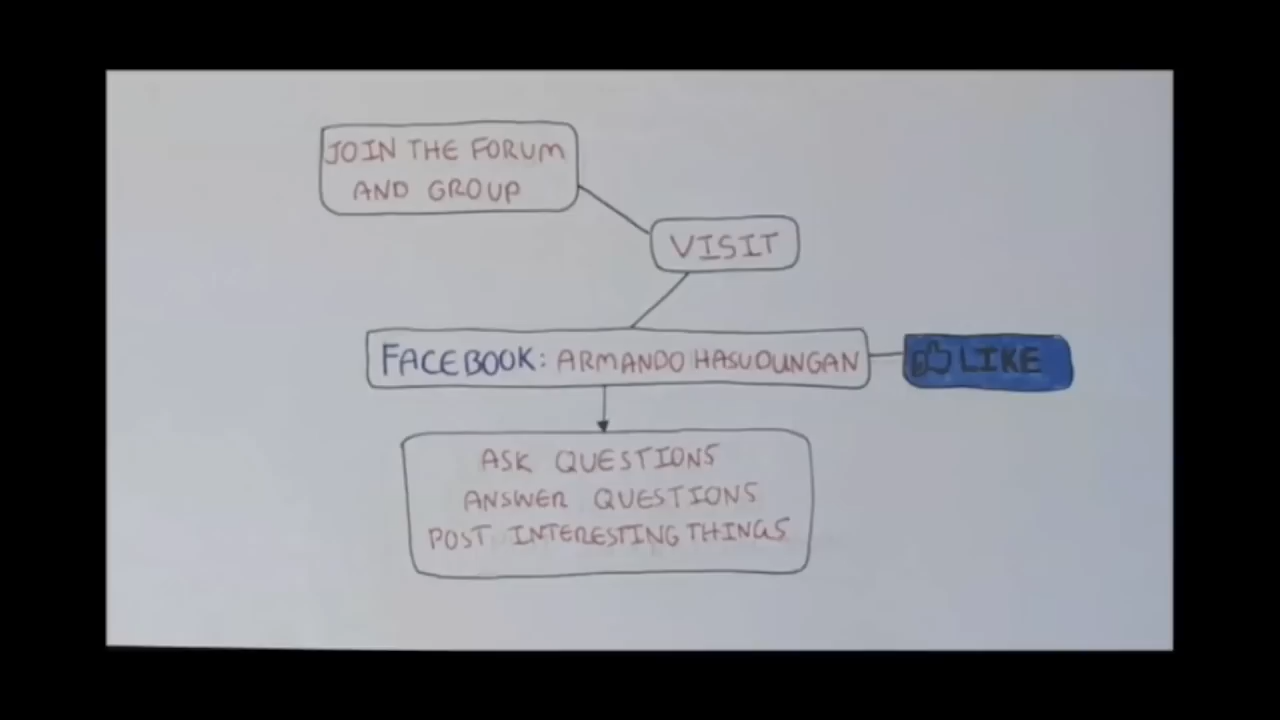 JOIN THE FORUM
AND GROUP
VISIT
FACEBOOK: ARMANDO HASUDUNGAN
LIKE
ASK QUESTIONS
ANSWER QUESTIONS
POST INTERESTING THINGS